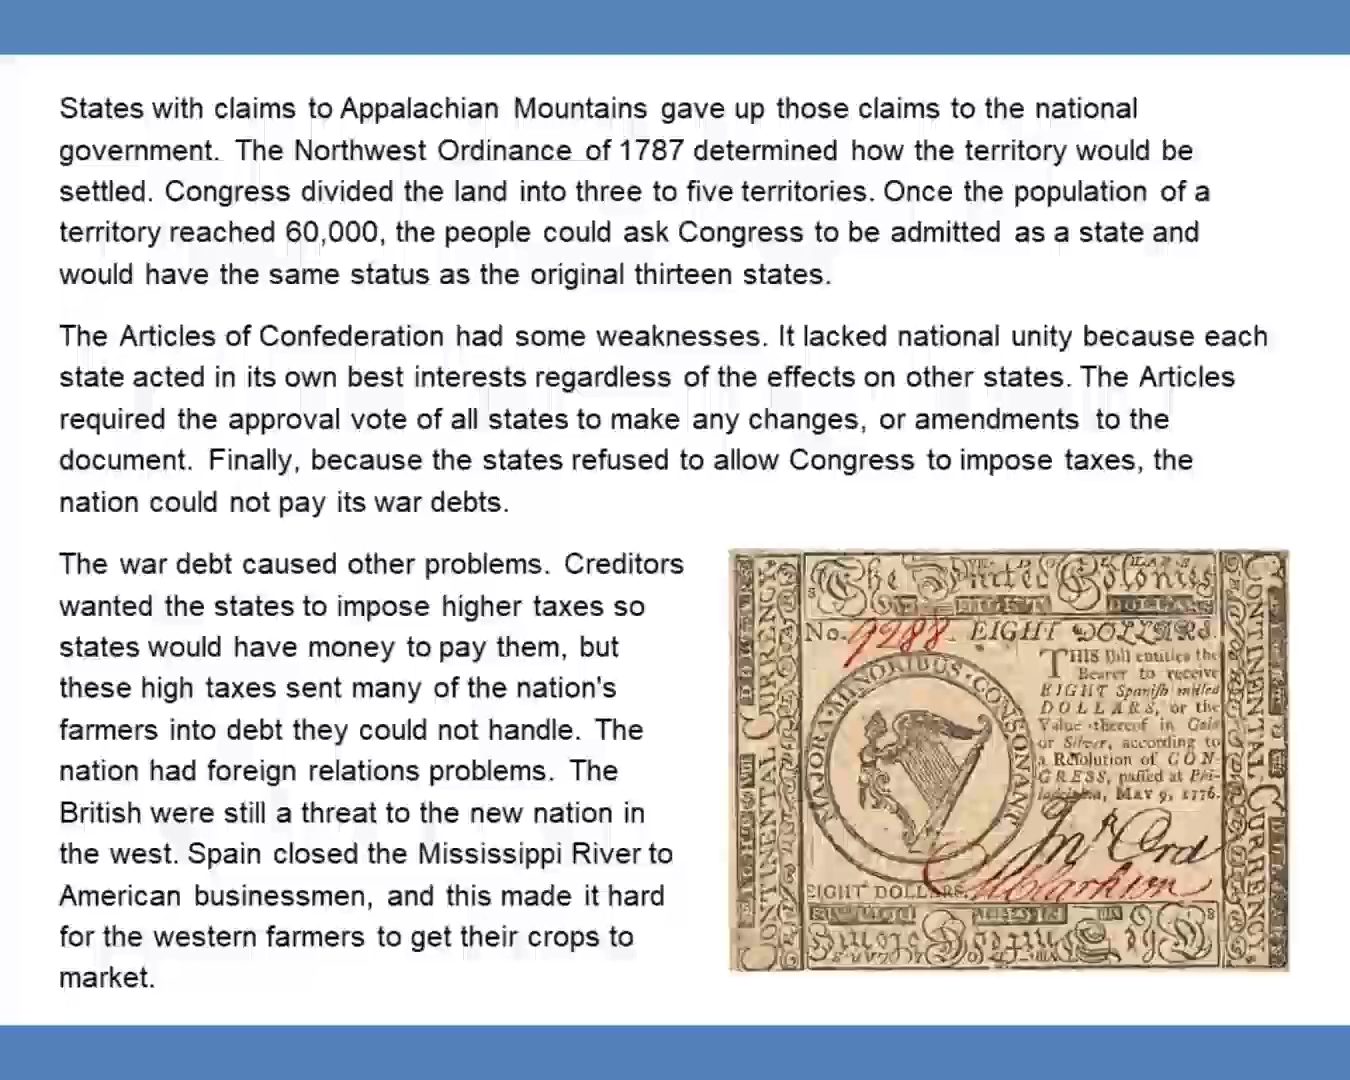 States with claims to Appalachian Mountains gave up those claims to the national
government. The Northwest Ordinance of 1787 determined how the territory would be
settled. Congress divided the land into three to five territories. Once the population of a
territory reached 60,000, the people could ask Congress to be admitted as a state and
would have the same status as the original thirteen states.
The Articles of Confederation had some weaknesses. It lacked national unity because each
state acted in its own best interests regardless of the effects on other states. The Articles
required the approval vote of all states to make any changes, or amendments to the
document. Finally, because the states refused to allow Congress to impose taxes, the
nation could not pay its war debts.
The war debt caused other problems. Creditors
wanted the states to impose higher taxes so
states would have money to pay them, but
these high taxes sent many of the nation's
farmers into debt they could not handle. The
nation had foreign relations problems. The
British were still a threat to the new nation in
the west. Spain closed the Mississippi River to
American businessmen, and this made it hard
for the western farmers to get their crops to
market.
The United Colonies
EIGHT DOLLARS
No. 9288 EIGHT DOLLARS.
THIS Bill entitles the
Bearer to receive
EIGHT Spanish milled
DOLLARS, or the
Value thereof in Gold
or Silver, according to
a Resolution of CON-
GRESS, passed at Phi-
ladelphia, May 9, 1776.
MAJORA · MINORIBUS · CONSONANT
EIGHT DOLLARS.
CONTINENTAL CURRENCY
CONTINENTAL CURRENCY